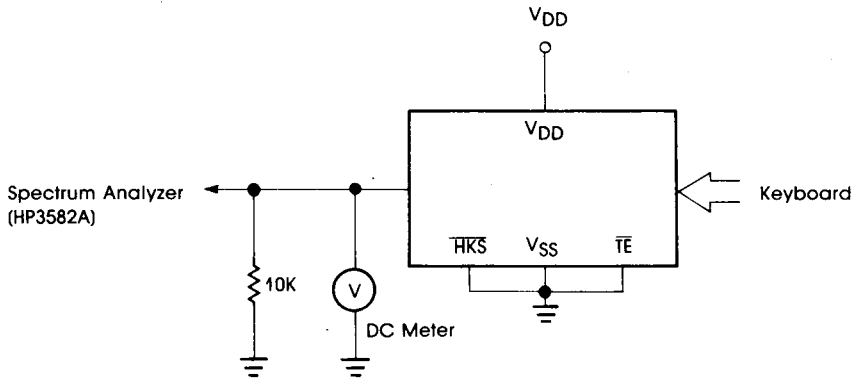 VDD
VDD
Spectrum Analyzer
(HP3582A)
Keyboard
HKS
VSS
TE
10K
V
DC Meter